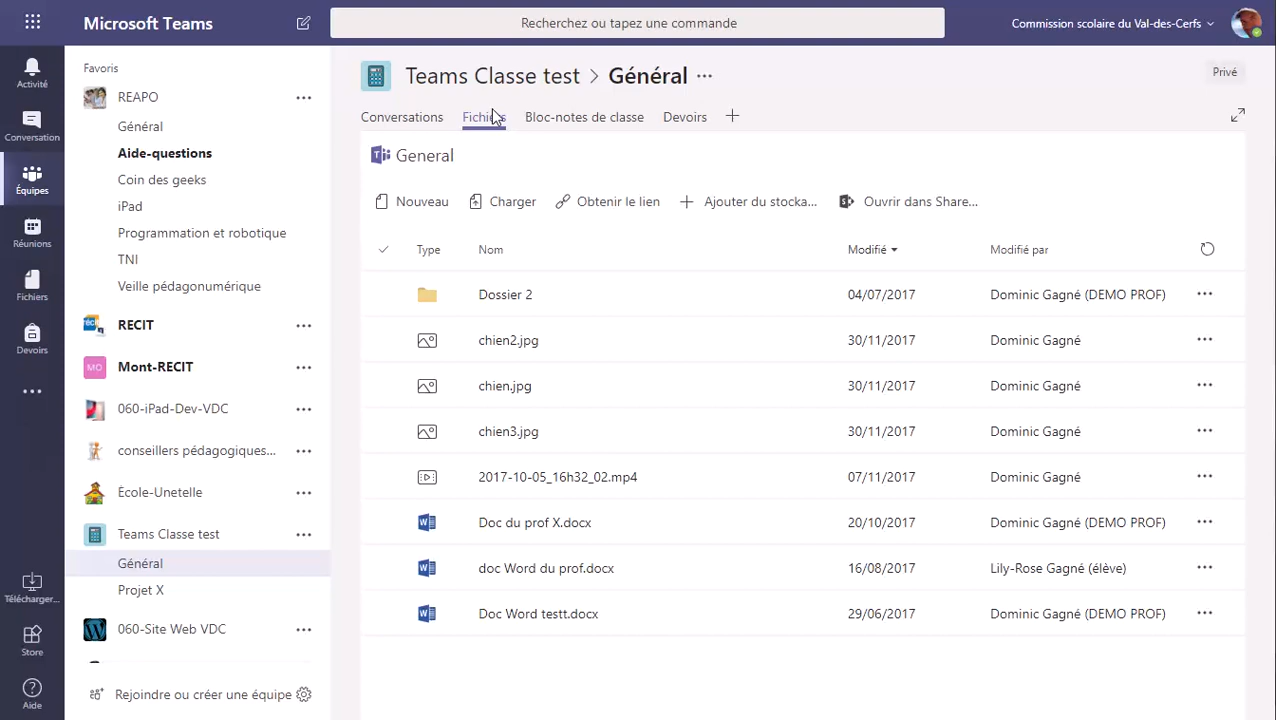 Microsoft Teams
Recherchez ou tapez une commande
Commission scolaire du Val-des-Cerfs
Activité
Conversation
Équipes
Réunions
Fichiers
Devoirs
Télécharger...
Store
Aide
Favoris
REAPO
Général
Aide-questions
Coin des geeks
iPad
Programmation et robotique
TNI
Veille pédagonumérique
récit
RECIT
MO
Mont-RECIT
060-iPad-Dev-VDC
conseillers pédagogiques...
École-Unetelle
Teams Classe test
Général
Projet X
060-Site Web VDC
Rejoindre ou créer une équipe
Teams Classe test > Général
Privé
Conversations Fichiers Bloc-notes de classe Devoirs
General
Nouveau Charger Obtenir le lien Ajouter du stocka... Ouvrir dans Share...
Type Nom Modifié Modifié par
Dossier 2 04/07/2017 Dominic Gagné (DEMO PROF)
chien2.jpg 30/11/2017 Dominic Gagné
chien.jpg 30/11/2017 Dominic Gagné
chien3.jpg 30/11/2017 Dominic Gagné
2017-10-05_16h32_02.mp4 07/11/2017 Dominic Gagné
Doc du prof X.docx 20/10/2017 Dominic Gagné (DEMO PROF)
doc Word du prof.docx 16/08/2017 Lily-Rose Gagné (élève)
Doc Word testt.docx 29/06/2017 Dominic Gagné (DEMO PROF)